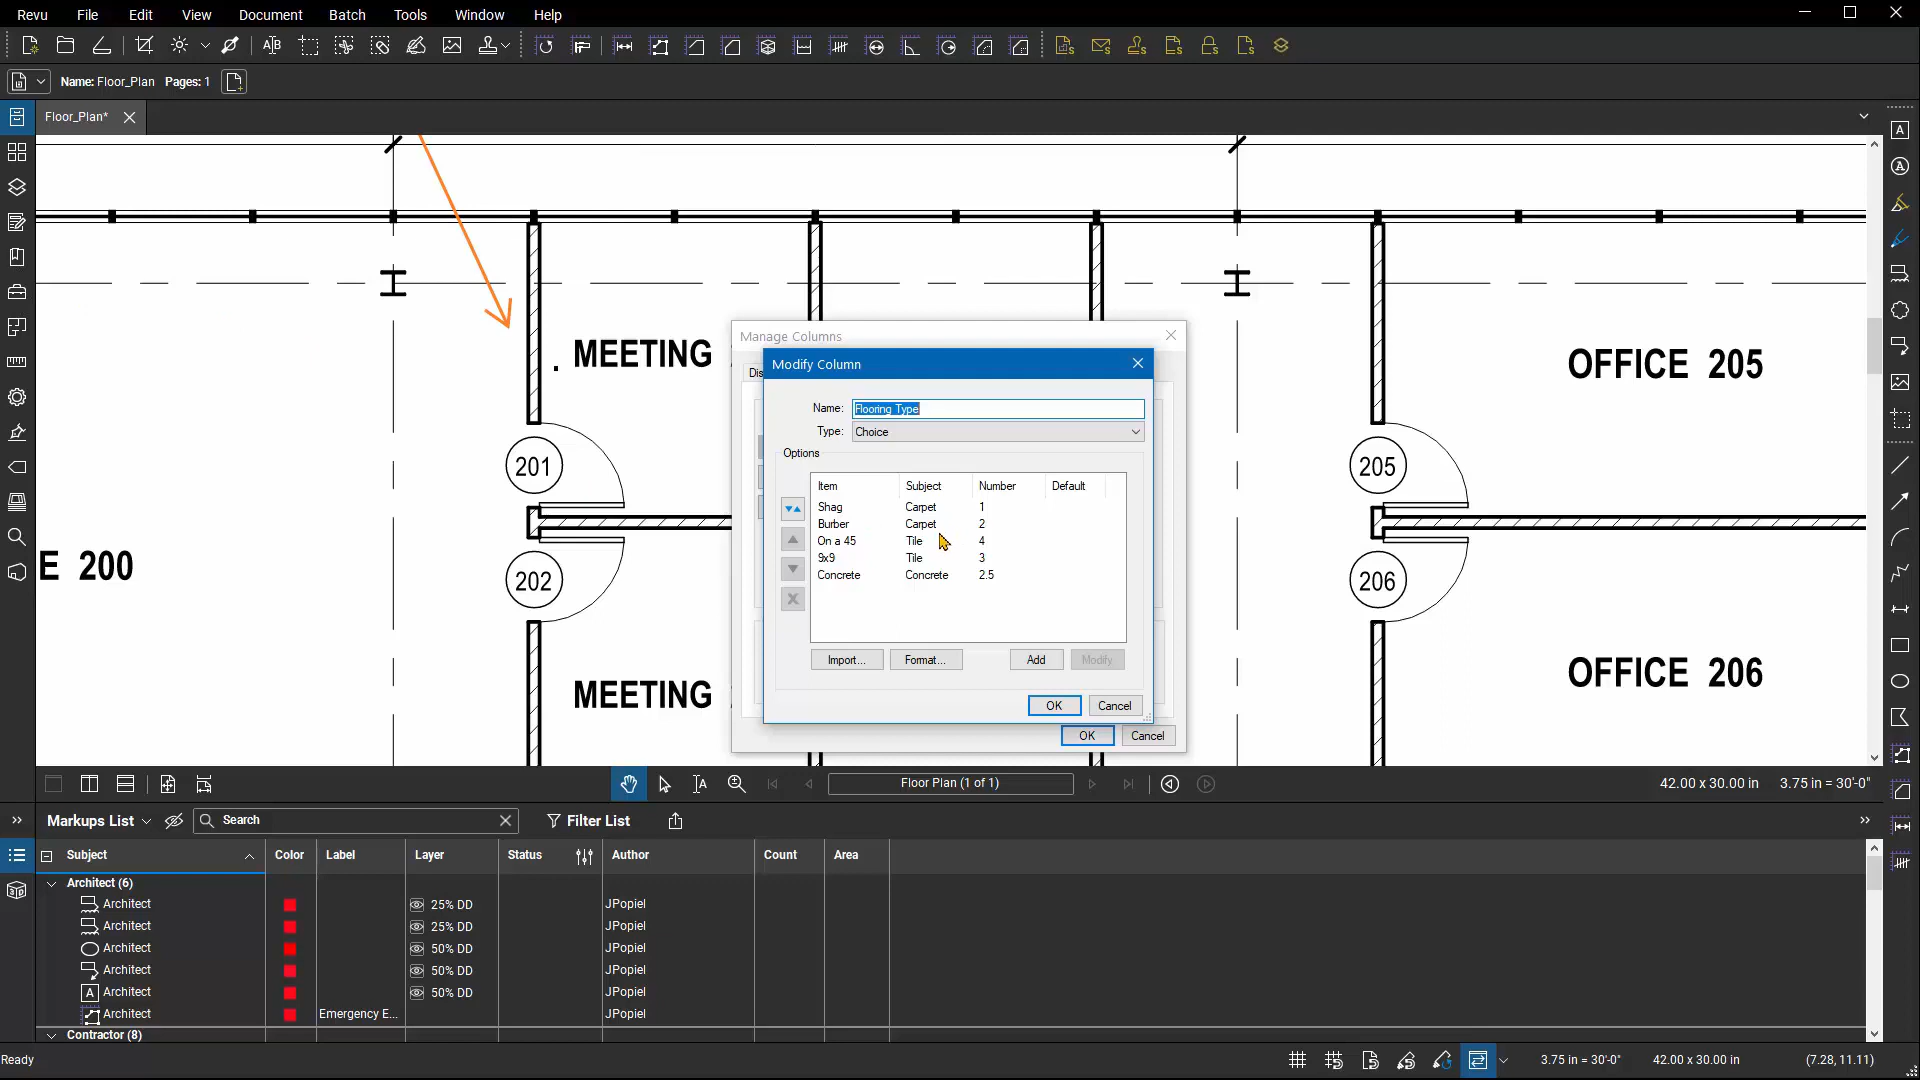 Revu File Edit View Document Batch Tools Window Help
Name: Floor_Plan Pages: 1
Floor_Plan*
MEETING
OFFICE 205
201
205
E 200
202
206
MEETING
OFFICE 206
Manage Columns
Dis
Modify Column
Name: Flooring Type
Type: Choice
Options
Item Subject Number Default
Shag Carpet 1
Burber Carpet 2
On a 45 Tile 4
9x9 Tile 3
Concrete Concrete 2.5
Import... Format... Add Modify
OK Cancel
OK Cancel
Floor Plan (1 of 1) 42.00 x 30.00 in 3.75 in = 30'-0"
Markups List Search Filter List
Subject Color Label Layer Status Author Count Area
Architect (6)
Architect 25% DD JPopiel
Architect 25% DD JPopiel
Architect 50% DD JPopiel
Architect 50% DD JPopiel
A Architect 50% DD JPopiel
Architect Emergency E... JPopiel
Contractor (8)
Ready 3.75 in = 30'-0" 42.00 x 30.00 in (7.28, 11.11)